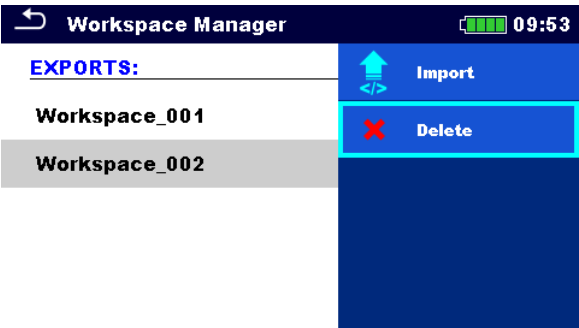 Workspace Manager 09:53
EXPORTS:
Workspace_001
Workspace_002
</> Import
Delete